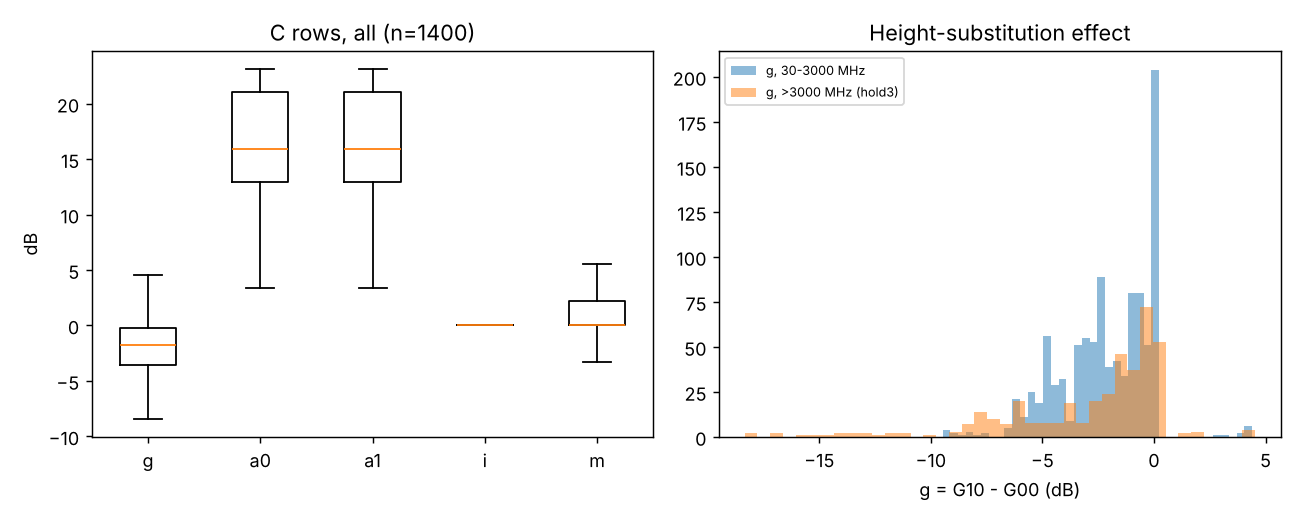 C rows, all (n=1400)
dB
20
15
10
5
0
−5
−10
g
a0
a1
i
m
Height-substitution effect
g, 30-3000 MHz
g, >3000 MHz (hold3)
200
175
150
125
100
75
50
25
0
−15
−10
−5
0
5
g = G10 - G00 (dB)